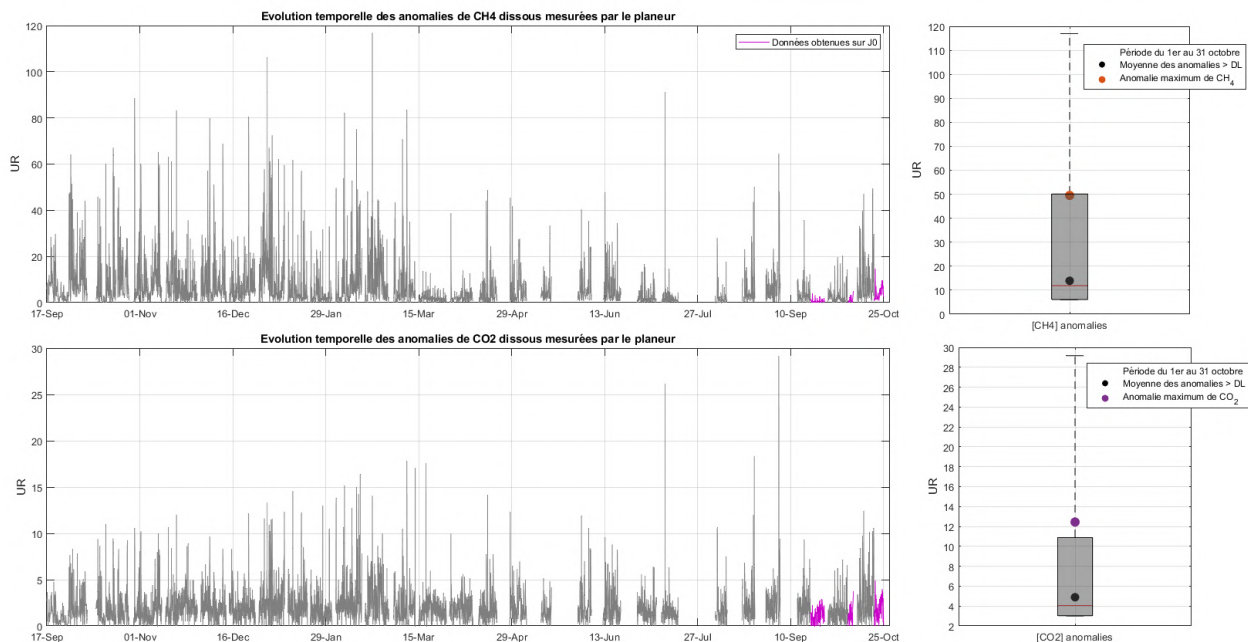 Evolution temporelle des anomalies de CH4 dissous mesurées par le planeur
UR
120
100
80
60
40
20
0
Données obtenues sur J0
17-Sep 01-Nov 16-Dec 29-Jan 15-Mar 29-Apr 13-Jun 27-Jul 10-Sep 25-Oct
UR
120
110
100
90
80
70
60
50
40
30
20
10
0
Période du 1er au 31 octobre
Moyenne des anomalies > DL
Anomalie maximum de CH4
[CH4] anomalies
Evolution temporelle des anomalies de CO2 dissous mesurées par le planeur
UR
30
25
20
15
10
5
0
17-Sep 01-Nov 16-Dec 29-Jan 15-Mar 29-Apr 13-Jun 27-Jul 10-Sep 25-Oct
UR
30
28
26
24
22
20
18
16
14
12
10
8
6
4
2
Période du 1er au 31 octobre
Moyenne des anomalies > DL
Anomalie maximum de CO2
[CO2] anomalies